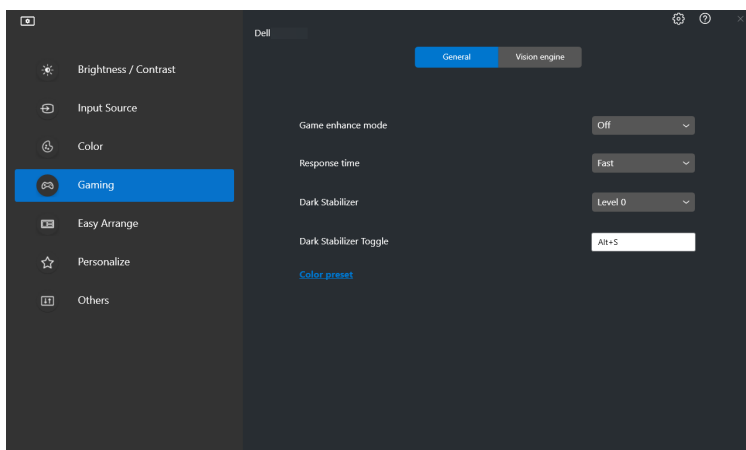 Dell
Brightness / Contrast
Input Source
Color
Gaming
Easy Arrange
Personalize
Others
General
Vision engine
Game enhance mode
Off
Response time
Fast
Dark Stabilizer
Level 0
Dark Stabilizer Toggle
Alt+S
Color preset